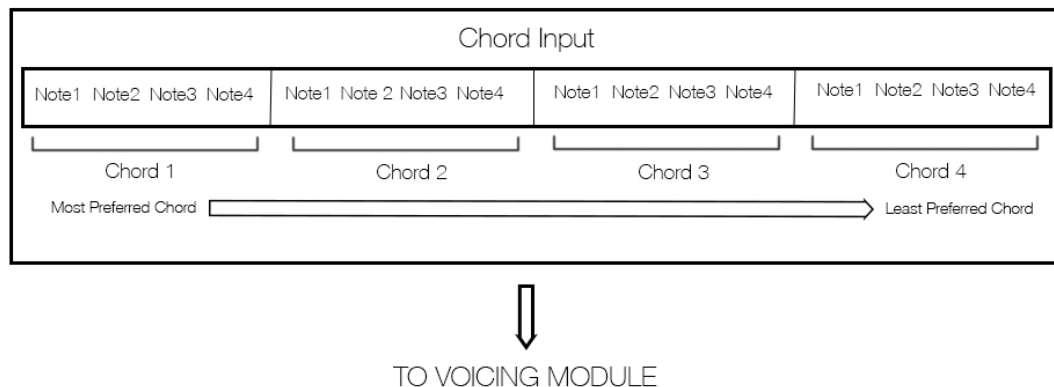 Chord Input
Note1 Note2 Note3 Note4 Note1 Note 2 Note3 Note4 Note1 Note2 Note3 Note4 Note1 Note2 Note3 Note4
Chord 1 Chord 2 Chord 3 Chord 4
Most Preferred Chord Least Preferred Chord
TO VOICING MODULE